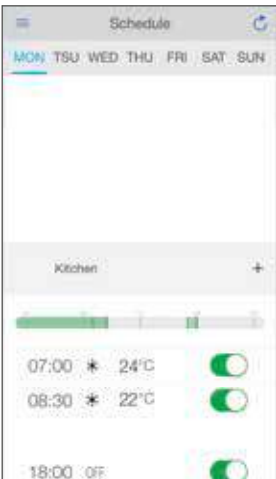 Schedule
MON TSU WED THU FRI SAT SUN
Kitchen +
07:00 24°C
08:30 22°C
18:00 OFF